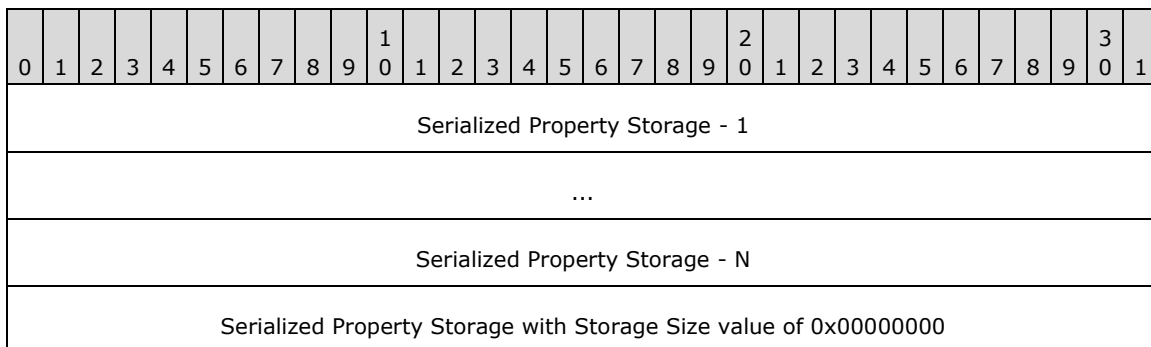 1 2 3
0 1 2 3 4 5 6 7 8 9 0 1 2 3 4 5 6 7 8 9 0 1 2 3 4 5 6 7 8 9 0 1
Serialized Property Storage - 1
...
Serialized Property Storage - N
Serialized Property Storage with Storage Size value of 0x00000000